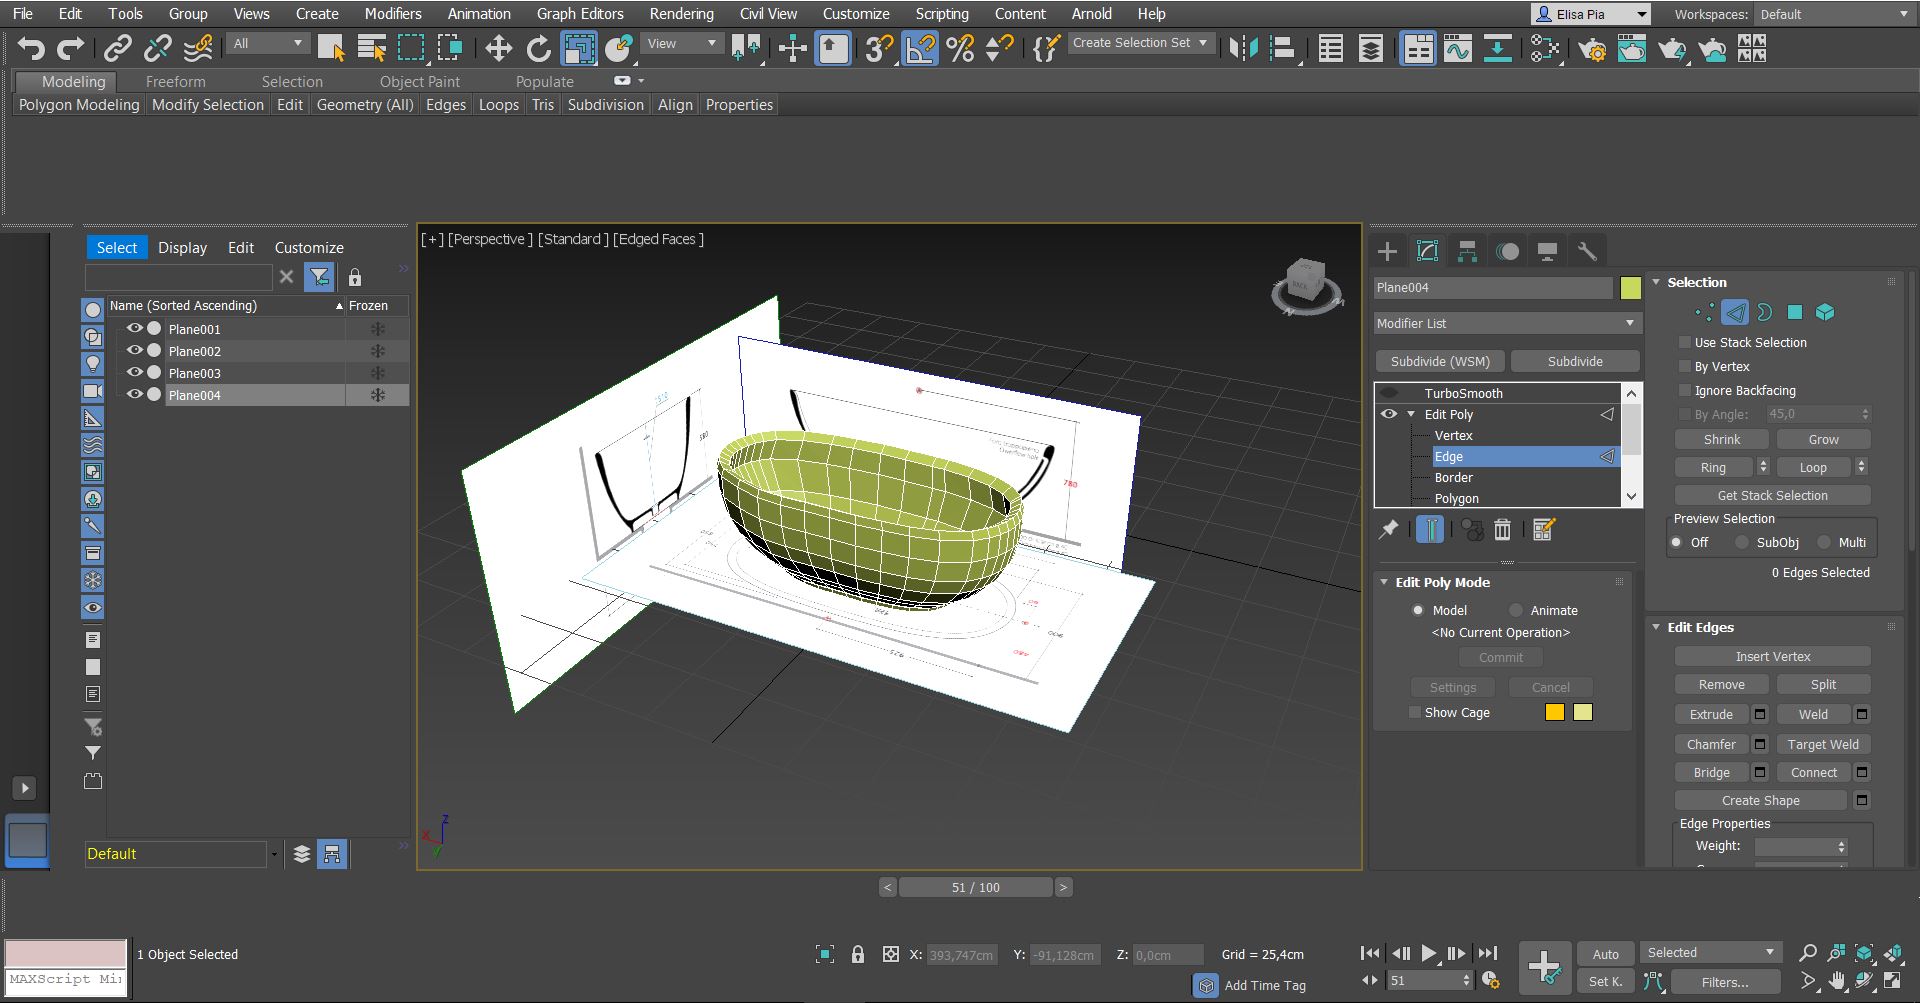 File Edit Tools Group Views Create Modifiers Animation Graph Editors Rendering Civil View Customize Scripting Content Arnold Help Elisa Pia Workspaces: Default
All View Create Selection Set
Modeling Freeform Selection Object Paint Populate
Polygon Modeling Modify Selection Edit Geometry (All) Edges Loops Tris Subdivision Align Properties
Select Display Edit Customize
Name (Sorted Ascending) Frozen
Plane001
Plane002
Plane003
Plane004
Default
[+] [Perspective ] [Standard ] [Edged Faces ]
BACK
780
Z
X
Y
Plane004
Modifier List
Subdivide (WSM) Subdivide
TurboSmooth
Edit Poly
Vertex
Edge
Border
Polygon
Edit Poly Mode
Model Animate
<No Current Operation>
Commit
Settings Cancel
Show Cage
Selection
Use Stack Selection
By Vertex
Ignore Backfacing
By Angle: 45,0
Shrink Grow
Ring Loop
Get Stack Selection
Preview Selection
Off SubObj Multi
0 Edges Selected
Edit Edges
Insert Vertex
Remove Split
Extrude Weld
Chamfer Target Weld
Bridge Connect
Create Shape
Edge Properties
Weight:
< 51 / 100 >
1 Object Selected
MAXScript Mi
X: 393,747cm Y: -91,128cm Z: 0,0cm Grid = 25,4cm
Add Time Tag
51
Auto Selected
Set K. Filters...